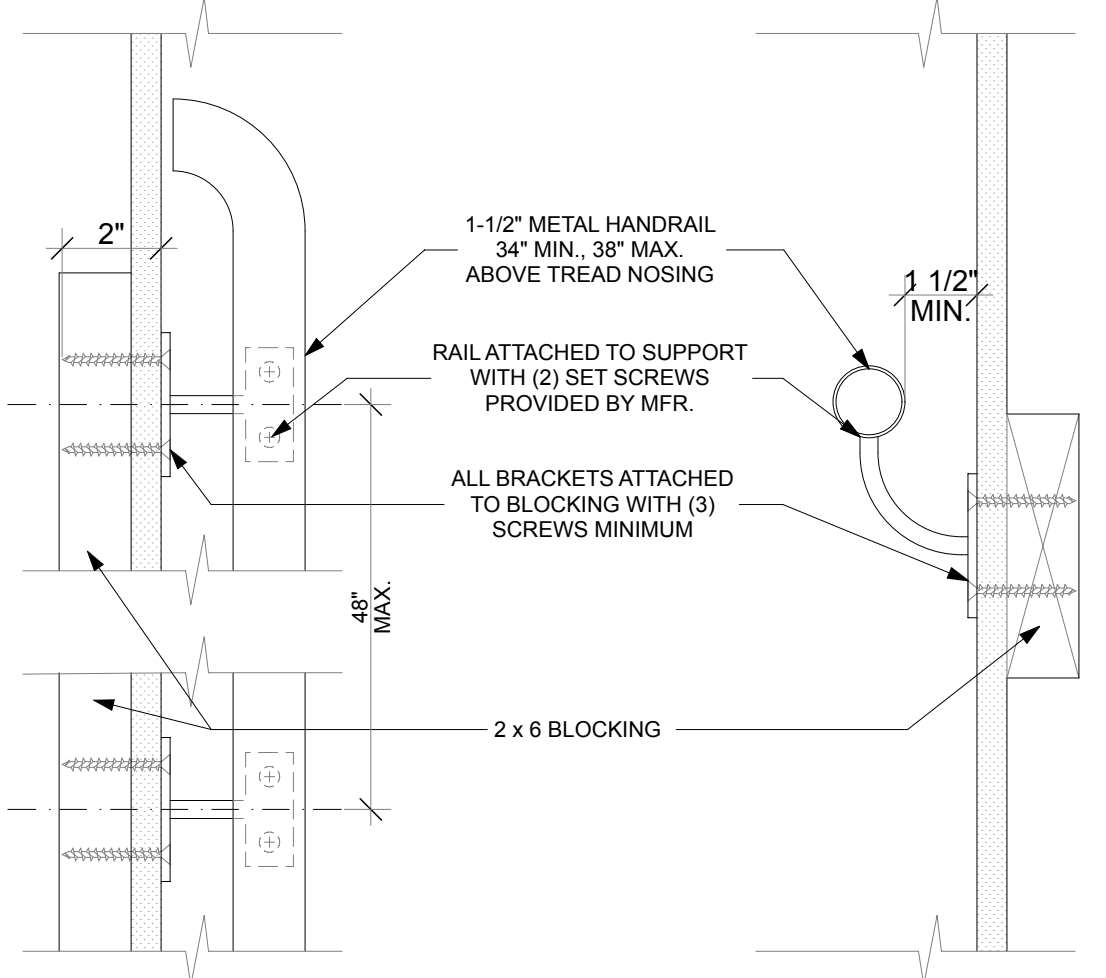 2"
1-1/2" METAL HANDRAIL
34" MIN., 38" MAX.
ABOVE TREAD NOSING
1 1/2"
MIN.
RAIL ATTACHED TO SUPPORT
WITH (2) SET SCREWS
PROVIDED BY MFR.
ALL BRACKETS ATTACHED
TO BLOCKING WITH (3)
SCREWS MINIMUM
48"
MAX.
2 x 6 BLOCKING